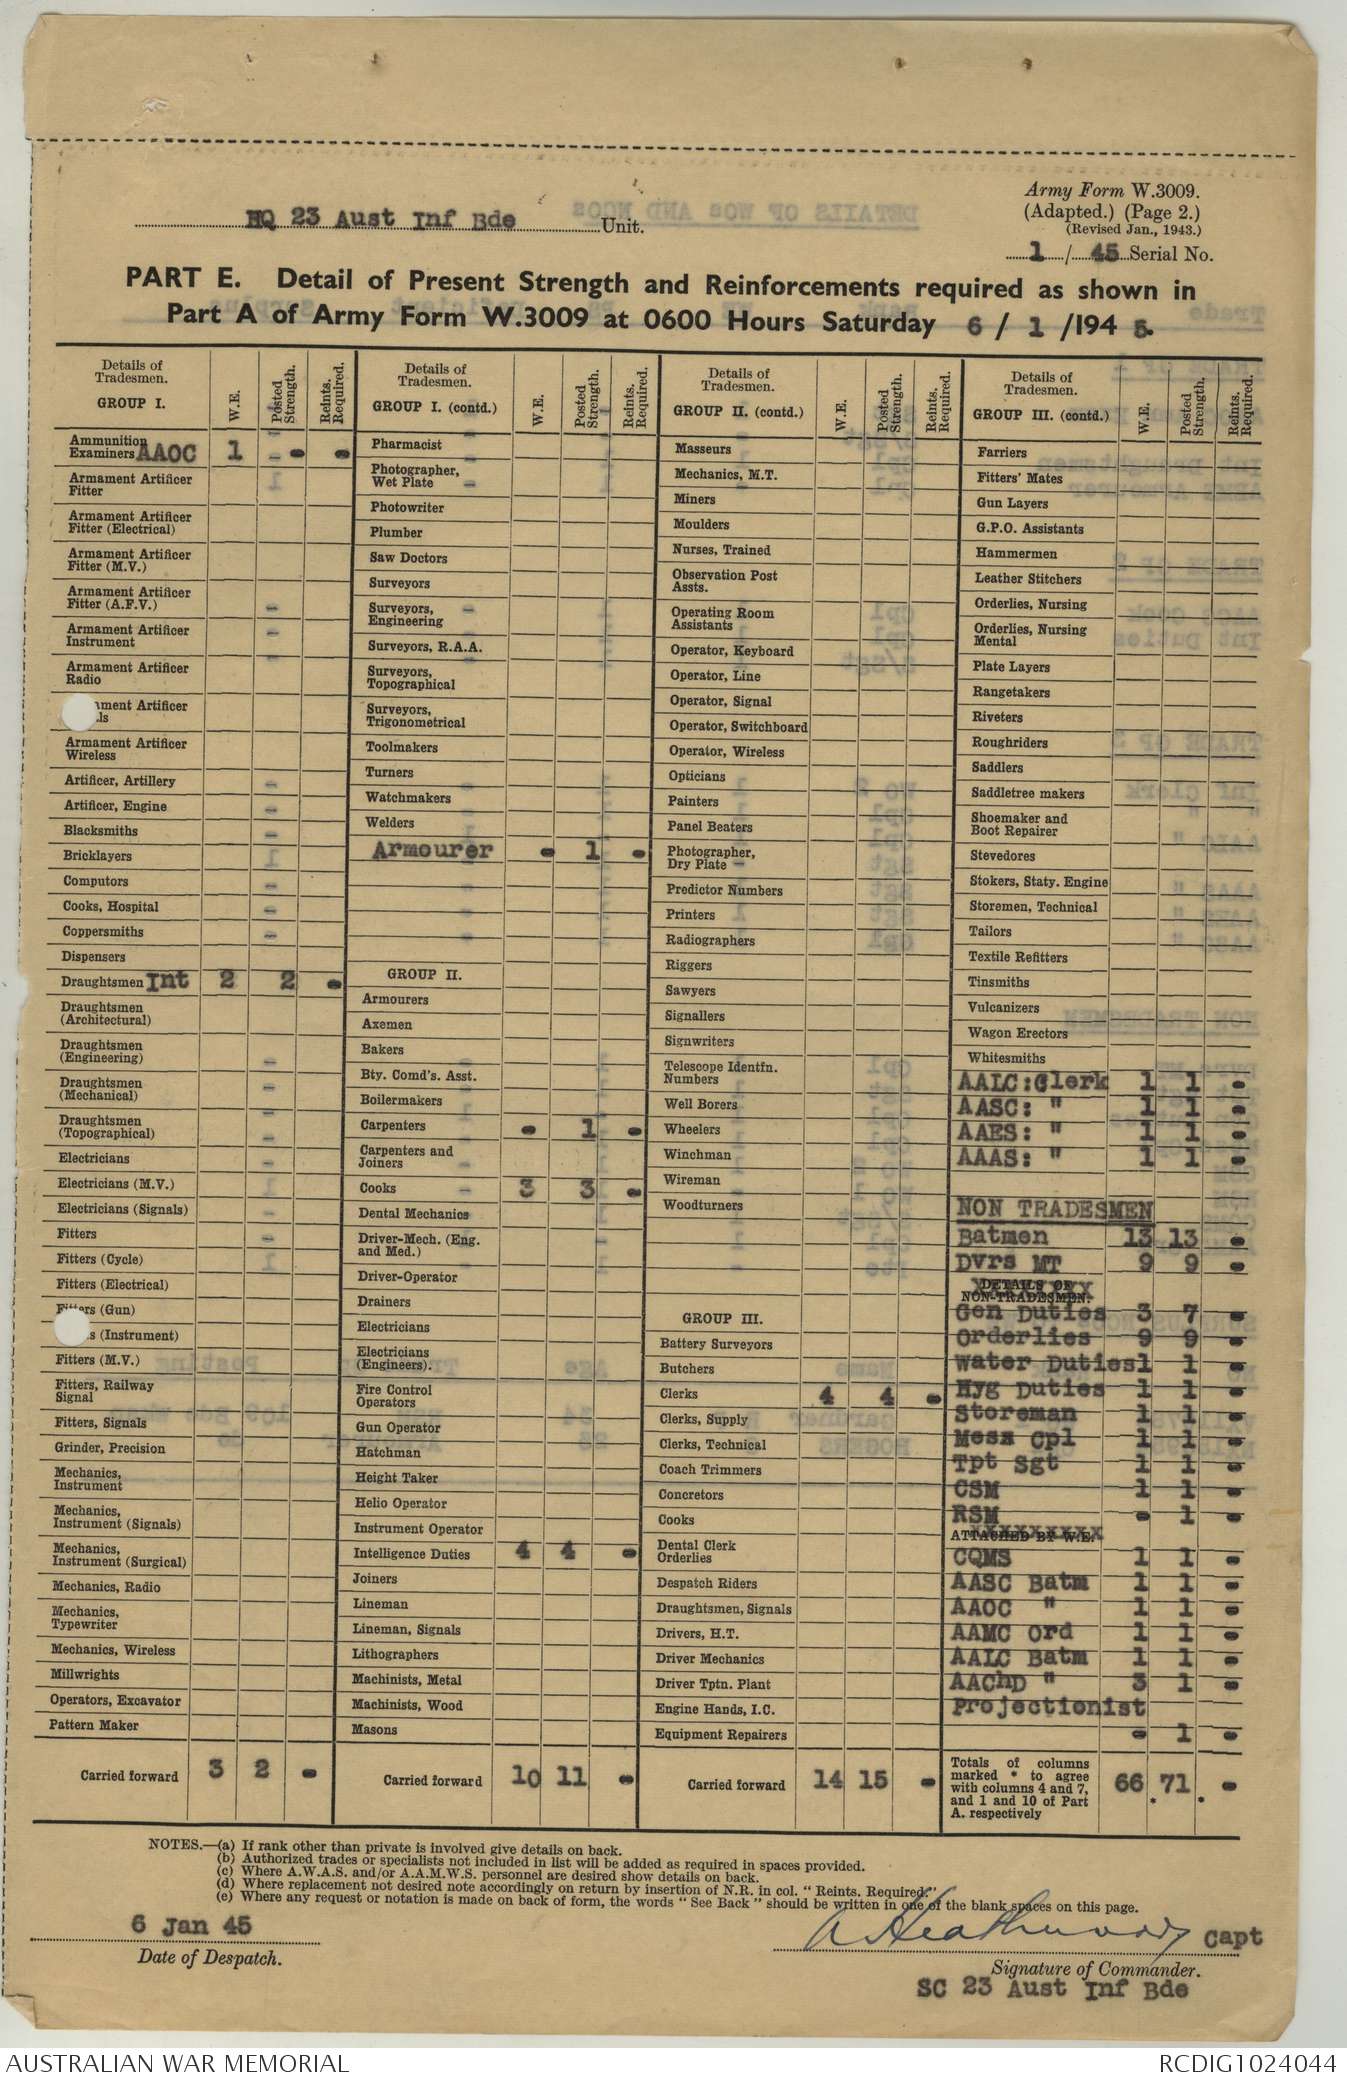 Army Form W.3009.
(Adapted.) (Page 2.)
(Revised Jan., 1943.)
HQ 23 Aust Inf Bde Unit.
1 / 45 Serial No.
PART E. Detail of Present Strength and Reinforcements required as shown in
Part A of Army Form W.3009 at 0600 Hours Saturday 6 / 1 /1945.
Details of Tradesmen. GROUP I. W.E. Posted Strength. Reints. Required.
Ammunition Examiners AAOC 1 - -
Armament Artificer Fitter
Armament Artificer Fitter (Electrical)
Armament Artificer Fitter (M.V.)
Armament Artificer Fitter (A.F.V.)
Armament Artificer Instrument
Armament Artificer Radio
ament Artificer ls
Armament Artificer Wireless
Artificer, Artillery
Artificer, Engine
Blacksmiths
Bricklayers
Computors
Cooks, Hospital
Coppersmiths
Dispensers
Draughtsmen Int 2 2 -
Draughtsmen (Architectural)
Draughtsmen (Engineering)
Draughtsmen (Mechanical)
Draughtsmen (Topographical)
Electricians
Electricians (M.V.)
Electricians (Signals)
Fitters
Fitters (Cycle)
Fitters (Electrical)
Fitters (Gun)
s (Instrument)
Fitters (M.V.)
Fitters, Railway Signal
Fitters, Signals
Grinder, Precision
Mechanics, Instrument
Mechanics, Instrument (Signals)
Mechanics, Instrument (Surgical)
Mechanics, Radio
Mechanics, Typewriter
Mechanics, Wireless
Millwrights
Operators, Excavator
Pattern Maker
Carried forward 3 2 -
Details of Tradesmen. GROUP I. (contd.) W.E. Posted Strength. Reints. Required.
Pharmacist
Photographer, Wet Plate
Photowriter
Plumber
Saw Doctors
Surveyors
Surveyors, Engineering
Surveyors, R.A.A.
Surveyors, Topographical
Surveyors, Trigonometrical
Toolmakers
Turners
Watchmakers
Welders
Armourer - 1 -
GROUP II.
Armourers
Axemen
Bakers
Bty. Comd's. Asst.
Boilermakers
Carpenters - 1 -
Carpenters and Joiners
Cooks 3 3 -
Dental Mechanics
Driver-Mech. (Eng. and Med.)
Driver-Operator
Drainers
Electricians
Electricians (Engineers).
Fire Control Operators
Gun Operator
Hatchman
Height Taker
Helio Operator
Instrument Operator
Intelligence Duties 4 4 -
Joiners
Lineman
Lineman, Signals
Lithographers
Machinists, Metal
Machinists, Wood
Masons
Carried forward 10 11 -
Details of Tradesmen. GROUP II. (contd.) W.E. Posted Strength. Reints. Required.
Masseurs
Mechanics, M.T.
Miners
Moulders
Nurses, Trained
Observation Post Assts.
Operating Room Assistants
Operator, Keyboard
Operator, Line
Operator, Signal
Operator, Switchboard
Operator, Wireless
Opticians
Painters
Panel Beaters
Photographer, Dry Plate
Predictor Numbers
Printers
Radiographers
Riggers
Sawyers
Signallers
Signwriters
Telescope Identfn. Numbers
Well Borers
Wheelers
Winchman
Wireman
Woodturners
GROUP III.
Battery Surveyors
Butchers
Clerks 4 4 -
Clerks, Supply
Clerks, Technical
Coach Trimmers
Concretors
Cooks
Dental Clerk Orderlies
Despatch Riders
Draughtsmen, Signals
Drivers, H.T.
Driver Mechanics
Driver Tptn. Plant
Engine Hands, I.C.
Equipment Repairers
Carried forward 14 15 -
Details of Tradesmen. GROUP III. (contd.) W.E. Posted Strength. Reints. Required.
Farriers
Fitters' Mates
Gun Layers
G.P.O. Assistants
Hammermen
Leather Stitchers
Orderlies, Nursing
Orderlies, Nursing Mental
Plate Layers
Rangetakers
Riveters
Roughriders
Saddlers
Saddletree makers
Shoemaker and Boot Repairer
Stevedores
Stokers, Staty. Engine
Storemen, Technical
Tailors
Textile Refitters
Tinsmiths
Vulcanizers
Wagon Erectors
Whitesmiths
AALC: Clerk 1 1 -
AASC: " 1 1 -
AAES: " 1 1 -
AAAS: " 1 1 -
NON TRADESMEN
Batmen 13 13 -
Dvrs MT 9 9 -
DETAILS OF NON-TRADESMEN.
Gen Duties 3 7 -
Orderlies 9 9 -
Water Duties 1 1 -
Hyg Duties 1 1 -
Storeman 1 1 -
Mess Cpl 1 1 -
Tpt Sgt 1 1 -
CSM 1 1 -
RSM - 1 -
ATTACHED BY W.E.
CQMS 1 1 -
AASC Batm 1 1 -
AAOC " 1 1 -
AAMC Ord 1 1 -
AALC Batm 1 1 -
AAChD " 3 1 -
Projectionist - 1 -
Totals of columns marked * to agree with columns 4 and 7, and 1 and 10 of Part A. respectively 66 71 -
NOTES.—(a) If rank other than private is involved give details on back.
(b) Authorized trades or specialists not included in list will be added as required in spaces provided.
(c) Where A.W.A.S. and/or A.A.M.W.S. personnel are desired show details on back.
(d) Where replacement not desired note accordingly on return by insertion of N.R. in col. "Reints. Required."
(e) Where any request or notation is made on back of form, the words "See Back" should be written in one of the blank spaces on this page.
6 Jan 45
Date of Despatch.
A Heathwood Capt
Signature of Commander.
SC 23 Aust Inf Bde
AUSTRALIAN WAR MEMORIAL
RCDIG1024044